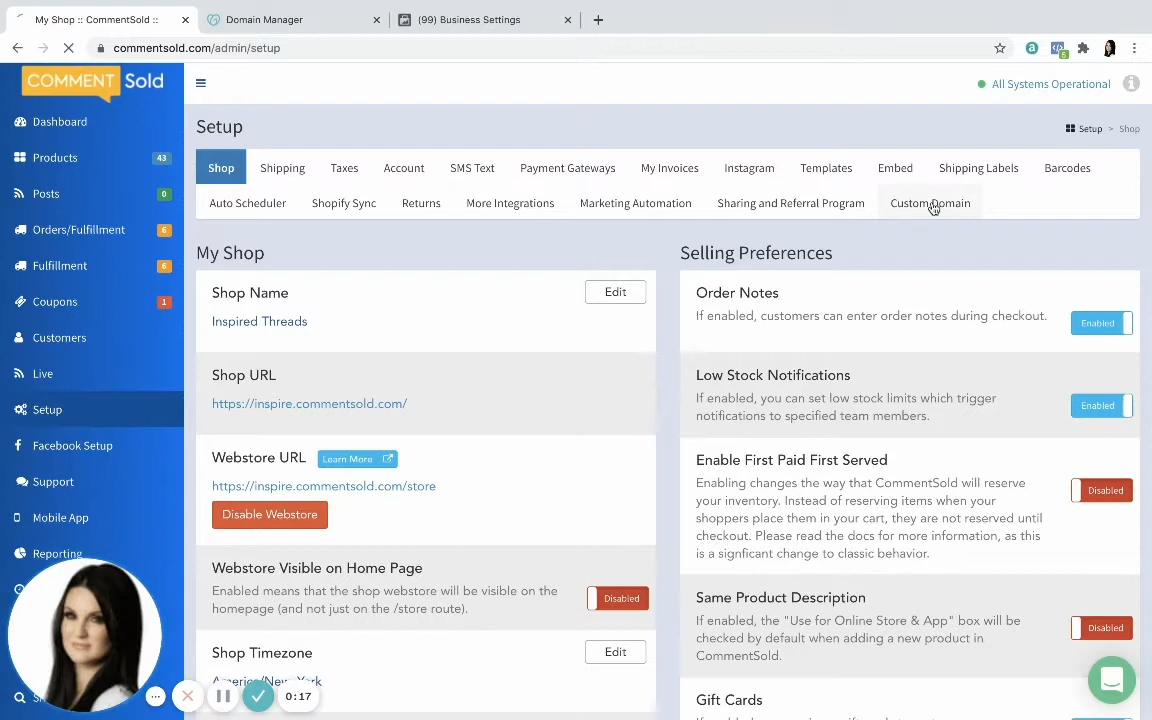 My Shop :: CommentSold ::
Domain Manager
(99) Business Settings
commentsold.com/admin/setup
6
COMMENT Sold
All Systems Operational
Dashboard
Products 43
Posts 0
Orders/Fulfillment 6
Fulfillment 6
Coupons 1
Customers
Live
Setup
Facebook Setup
Support
Mobile App
Reporting
Setup
Setup > Shop
Shop Shipping Taxes Account SMS Text Payment Gateways My Invoices Instagram Templates Embed Shipping Labels Barcodes
Auto Scheduler Shopify Sync Returns More Integrations Marketing Automation Sharing and Referral Program Custom Domain
My Shop
Shop Name Edit
Inspired Threads
Shop URL
https://inspire.commentsold.com/
Webstore URL Learn More
https://inspire.commentsold.com/store
Disable Webstore
Webstore Visible on Home Page
Enabled means that the shop webstore will be visible on the
homepage (and not just on the /store route).
Disabled
Shop Timezone Edit
America/New_York
Selling Preferences
Order Notes
If enabled, customers can enter order notes during checkout.
Enabled
Low Stock Notifications
If enabled, you can set low stock limits which trigger
notifications to specified team members.
Enabled
Enable First Paid First Served
Enabling changes the way that CommentSold will reserve
your inventory. Instead of reserving items when your
shoppers place them in your cart, they are not reserved until
checkout. Please read the docs for more information, as this
is a signficant change to classic behavior.
Disabled
Same Product Description
If enabled, the "Use for Online Store & App" box will be
checked by default when adding a new product in
CommentSold.
Disabled
Gift Cards
0:17